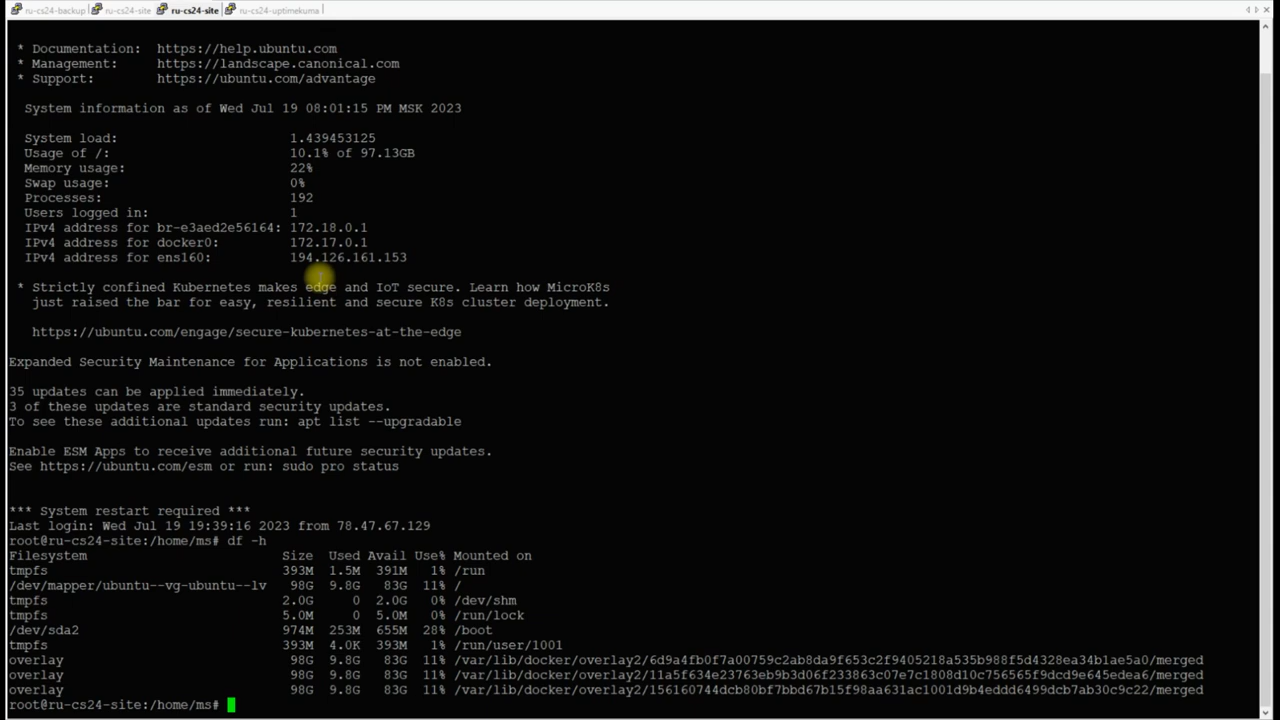 ru-cs24-backup ru-cs24-site ru-cs24-site ru-cs24-uptimekuma
* Documentation: https://help.ubuntu.com
* Management: https://landscape.canonical.com
* Support: https://ubuntu.com/advantage
System information as of Wed Jul 19 08:01:15 PM MSK 2023
System load: 1.439453125
Usage of /: 10.1% of 97.13GB
Memory usage: 22%
Swap usage: 0%
Processes: 192
Users logged in: 1
IPv4 address for br-e3aed2e56164: 172.18.0.1
IPv4 address for docker0: 172.17.0.1
IPv4 address for ens160: 194.126.161.153
* Strictly confined Kubernetes makes edge and IoT secure. Learn how MicroK8s
just raised the bar for easy, resilient and secure K8s cluster deployment.
https://ubuntu.com/engage/secure-kubernetes-at-the-edge
Expanded Security Maintenance for Applications is not enabled.
35 updates can be applied immediately.
3 of these updates are standard security updates.
To see these additional updates run: apt list --upgradable
Enable ESM Apps to receive additional future security updates.
See https://ubuntu.com/esm or run: sudo pro status
*** System restart required ***
Last login: Wed Jul 19 19:39:16 2023 from 78.47.67.129
root@ru-cs24-site:/home/ms# df -h
Filesystem Size Used Avail Use% Mounted on
tmpfs 393M 1.5M 391M 1% /run
/dev/mapper/ubuntu--vg-ubuntu--lv 98G 9.8G 83G 11% /
tmpfs 2.0G 0 2.0G 0% /dev/shm
tmpfs 5.0M 0 5.0M 0% /run/lock
/dev/sda2 974M 253M 655M 28% /boot
tmpfs 393M 4.0K 393M 1% /run/user/1001
overlay 98G 9.8G 83G 11% /var/lib/docker/overlay2/6d9a4fb0f7a00759c2ab8da9f653c2f9405218a535b988f5d4328ea34b1ae5a0/merged
overlay 98G 9.8G 83G 11% /var/lib/docker/overlay2/11a5f634e27360b06ef233863c07e7c1808d10c756565f9dcd9e645edea6/merged
overlay 98G 9.8G 83G 11% /var/lib/docker/overlay2/156160744dcb80bf7bbd67b15f98aa631ac1001d9b4eddd6499dcb7ab30c9c22/merged
root@ru-cs24-site:/home/ms#